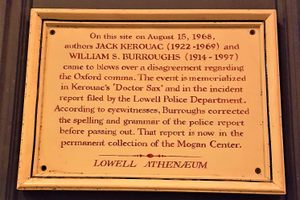 On this site on August 15, 1968,
authors JACK KEROUAC (1922-1969) and
WILLIAM S. BURROUGHS (1914-1997)
came to blows over a disagreement regarding
the Oxford comma. The event is memorialized
in Kerouac's 'Doctor Sax' and in the incident
report filed by the Lowell Police Department.
According to eyewitnesses, Burroughs corrected
the spelling and grammar of the police report
before passing out. That report is now in the
permanent collection of the Mogan Center.
LOWELL ATHENÆUM